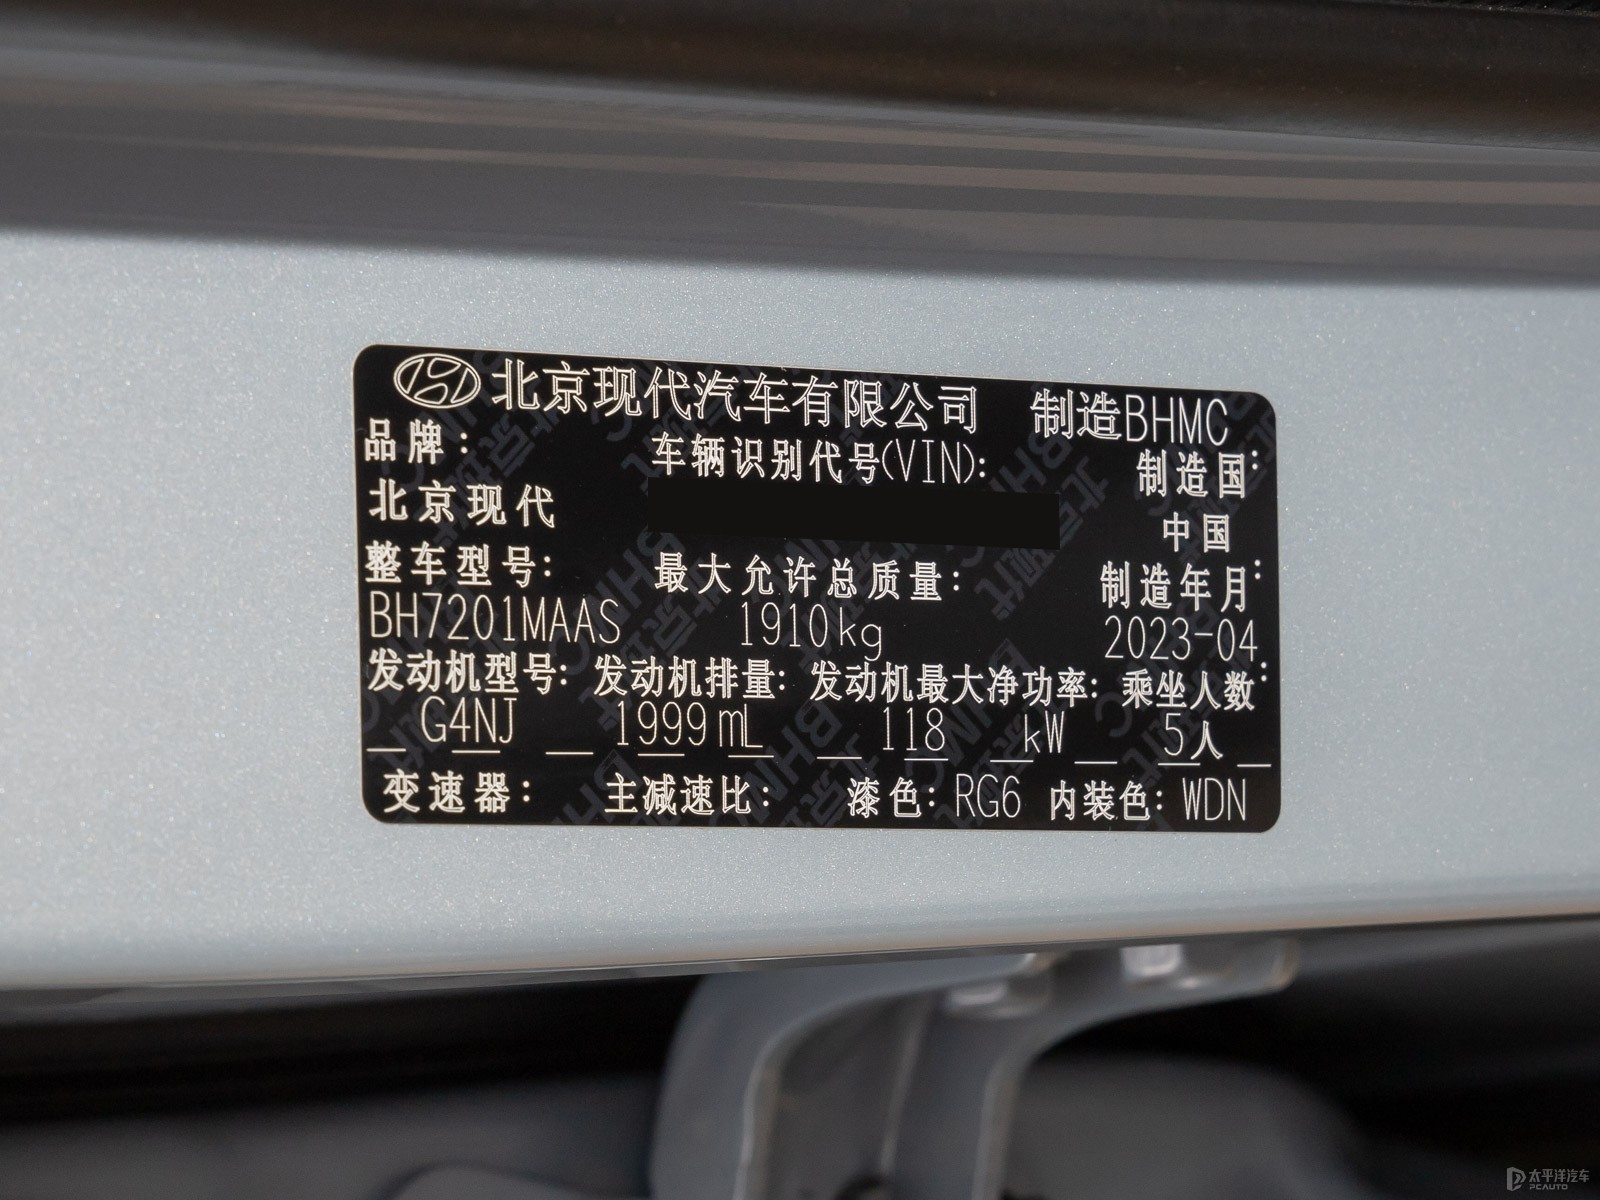 北京现代汽车有限公司 制造BHMC
品牌: 车辆识别代号(VIN): 制造国:
北京现代 中国
整车型号: 最大允许总质量: 制造年月:
BH7201MAAS 1910kg 2023-04
发动机型号: 发动机排量: 发动机最大净功率: 乘坐人数:
G4NJ 1999mL 118 kW 5人
变速器: 主减速比: 漆色: RG6 内装色: WDN
太平洋汽车
PCAUTO